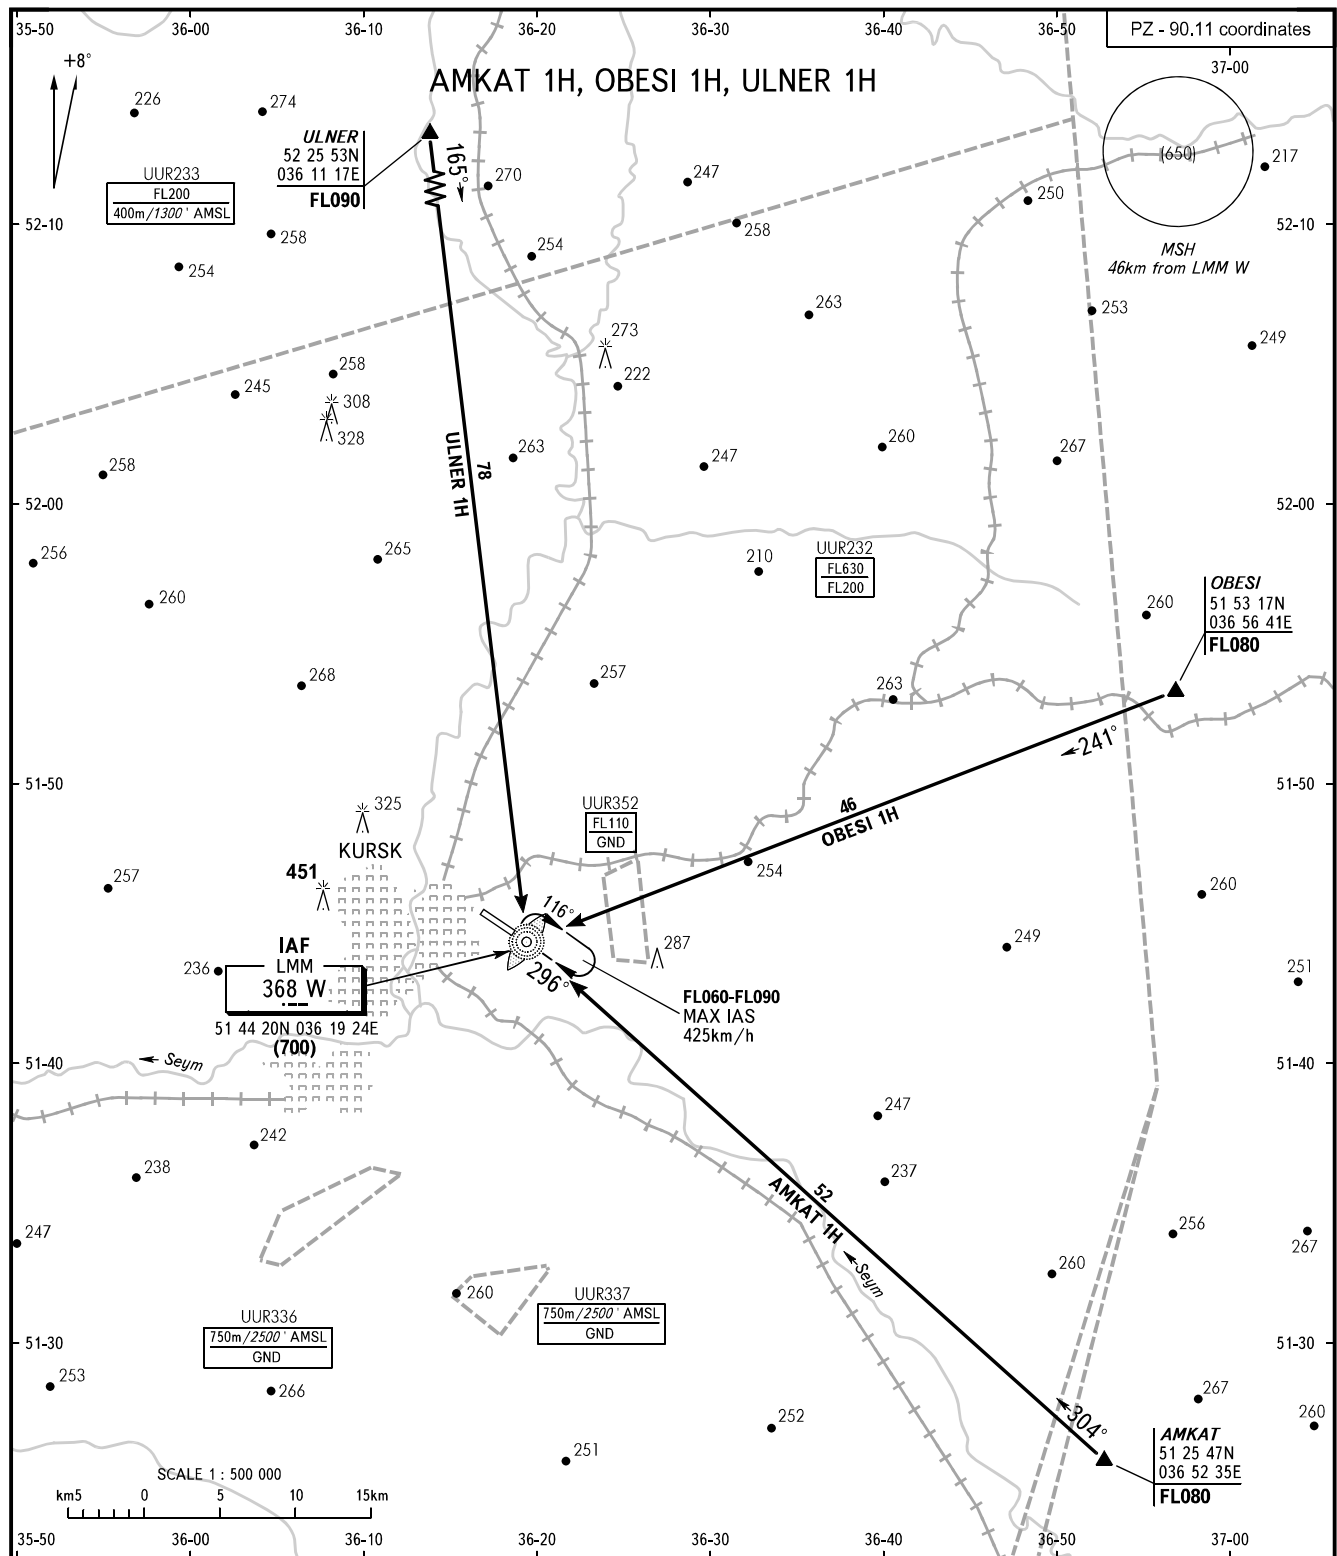 35-50
36-00
36-10
36-20
36-30
36-40
36-50
PZ - 90.11 coordinates
37-00
+8°
AMKAT 1H, OBESI 1H, ULNER 1H
226
274
ULNER
52 25 53N
036 11 17E
FL090
165°
270
247
(650)
217
UUR233
FL200
400m/1300' AMSL
250
52-10
258
254
254
258
52-10
MSH
46km from LMM W
263
253
273
249
258
222
245
308
328
ULNER 1H
78
263
247
260
267
258
52-00
52-00
256
265
210
UUR232
FL630
FL200
260
OBESI
51 53 17N
036 56 41E
FL080
260
268
257
263
241°
51-50
51-50
325
UUR352
FL110
GND
46
OBESI 1H
KURSK
451
257
254
260
116°
IAF
LMM
368 W
51 44 20N 036 19 24E
(700)
236
296°
287
249
251
FL060-FL090
MAX IAS
425km/h
51-40
Seym
51-40
247
242
238
237
52
AMKAT 1H
247
256
267
Seym
260
260
UUR336
750m/2500' AMSL
GND
UUR337
750m/2500' AMSL
GND
51-30
51-30
253
266
267
304°
252
260
AMKAT
51 25 47N
036 52 35E
FL080
251
SCALE 1 : 500 000
km5
0
5
10
15km
35-50
36-00
36-10
36-20
36-30
36-40
36-50
37-00